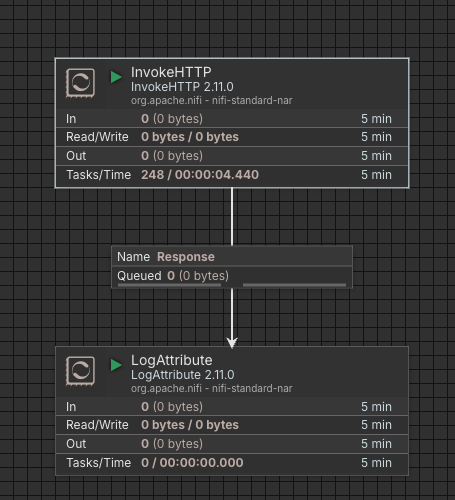 InvokeHTTP
InvokeHTTP 2.11.0
org.apache.nifi - nifi-standard-nar
In 0 (0 bytes) 5 min
Read/Write 0 bytes / 0 bytes 5 min
Out 0 (0 bytes) 5 min
Tasks/Time 248 / 00:00:04.440 5 min
Name Response
Queued 0 (0 bytes)
LogAttribute
LogAttribute 2.11.0
org.apache.nifi - nifi-standard-nar
In 0 (0 bytes) 5 min
Read/Write 0 bytes / 0 bytes 5 min
Out 0 (0 bytes) 5 min
Tasks/Time 0 / 00:00:00.000 5 min